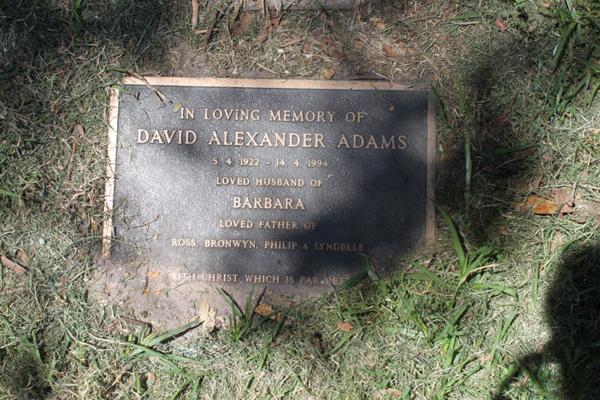 IN LOVING MEMORY OF
DAVID ALEXANDER ADAMS
5. 4. 1922 - 14. 4. 1994
LOVED HUSBAND OF
BARBARA
LOVED FATHER OF
ROSS, BRONWYN, PHILIP & LYNDELLE
WITH CHRIST WHICH IS FAR